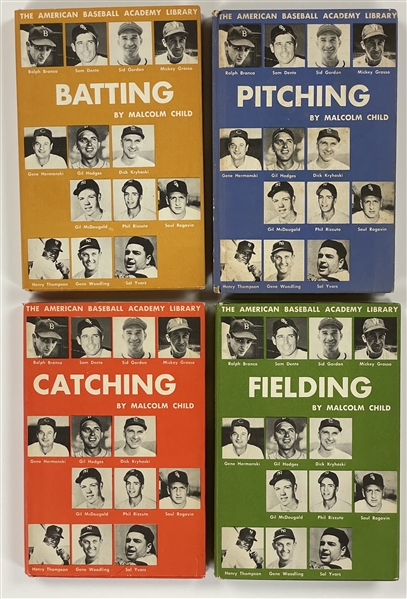 THE AMERICAN BASEBALL ACADEMY LIBRARY
Ralph Branca Sam Dente Sid Gordon Mickey Grasso
BATTING
BY MALCOLM CHILD
Gene Hermanski Gil Hodges Dick Kryhoski
Gil McDougald Phil Rizzuto Saul Rogovin
Henry Thompson Gene Woodling Sal Yvars
THE AMERICAN BASEBALL ACADEMY LIBRARY
Ralph Branca Sam Dente Sid Gordon Mickey Grasso
PITCHING
BY MALCOLM CHILD
Gene Hermanski Gil Hodges Dick Kryhoski
Gil McDougald Phil Rizzuto Saul Rogovin
Henry Thompson Gene Woodling Sal Yvars
THE AMERICAN BASEBALL ACADEMY LIBRARY
Ralph Branca Sam Dente Sid Gordon Mickey Grasso
CATCHING
BY MALCOLM CHILD
Gene Hermanski Gil Hodges Dick Kryhoski
Gil McDougald Phil Rizzuto Saul Rogovin
Henry Thompson Gene Woodling Sal Yvars
THE AMERICAN BASEBALL ACADEMY LIBRARY
Ralph Branca Sam Dente Sid Gordon Mickey Grasso
FIELDING
BY MALCOLM CHILD
Gene Hermanski Gil Hodges Dick Kryhoski
Gil McDougald Phil Rizzuto Saul Rogovin
Henry Thompson Gene Woodling Sal Yvars